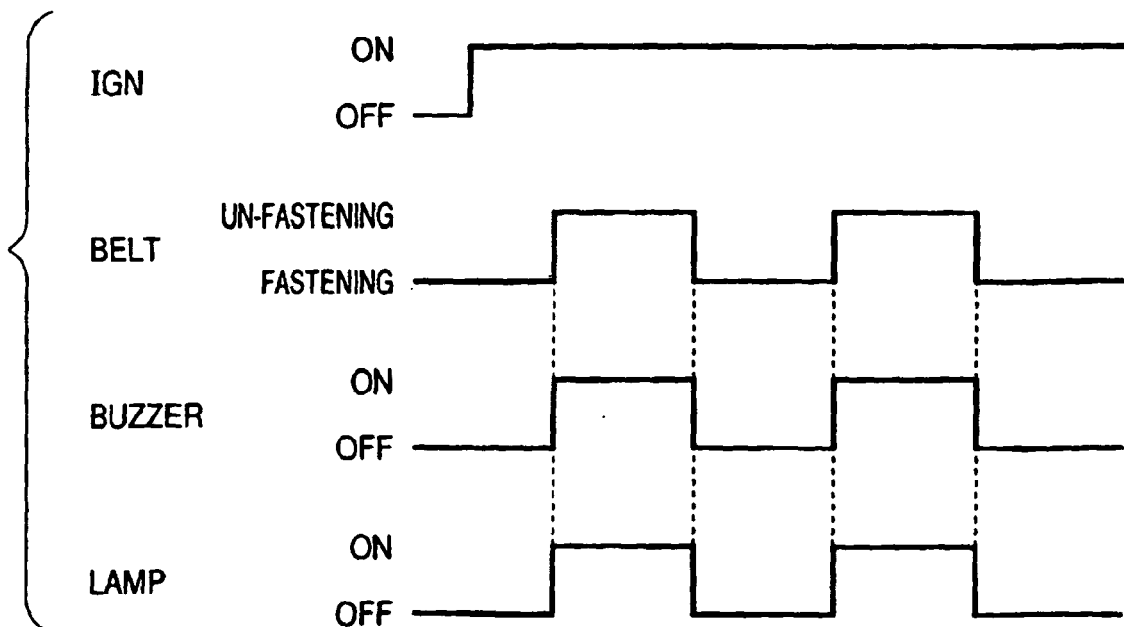 IGN
ON
OFF
BELT
UN-FASTENING
FASTENING
BUZZER
ON
OFF
LAMP
ON
OFF